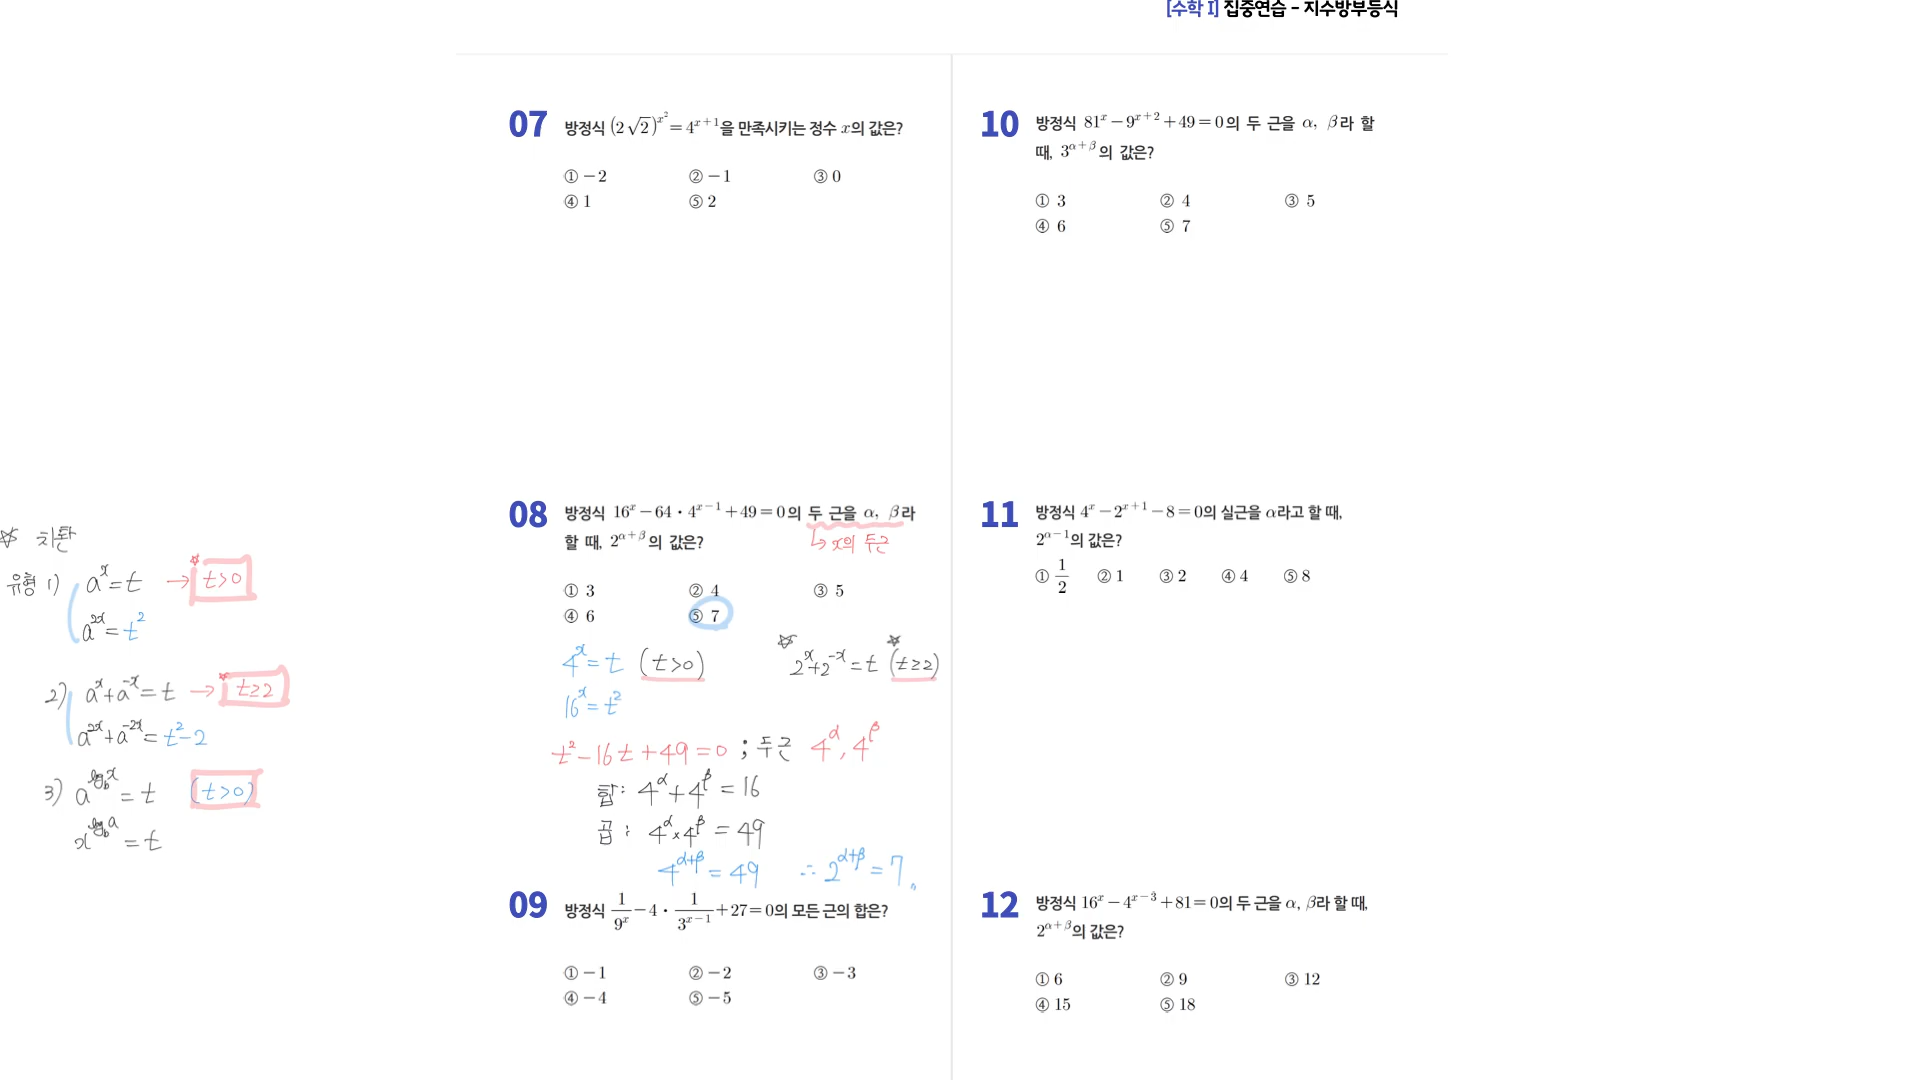 [수학 I] 집중연습 - 지수방부등식
07 방정식 (2√2)^{x^2} = 4^{x+1}을 만족시키는 정수 x의 값은?
① -2 ② -1 ③ 0
④ 1 ⑤ 2
08 방정식 16^x - 64 · 4^{x-1} + 49 = 0의 두 근을 α, β라
할 때, 2^{α+β}의 값은?
↳ x의 두근
① 3 ② 4 ③ 5
④ 6 ⑤ 7
4^x = t (t>0)
16^x = t^2
☆ 2^x+2^{-x} = t (t≥2) ☆
t^2-16t+49=0 ; 두근 4^α, 4^β
합: 4^α+4^β = 16
곱: 4^α×4^β = 49
4^{α+β} = 49 ∴ 2^{α+β} = 7
☆ 치환
유형 1) a^x = t → t>0 ☆
a^{2x} = t^2
2) a^x+a^{-x} = t → t≥2 ☆
a^{2x}+a^{-2x} = t^2-2
3) a^{log_b x} = t (t>0)
x^{log_b a} = t
09 방정식 1/9^x - 4 · 1/3^{x-1} + 27 = 0의 모든 근의 합은?
① -1 ② -2 ③ -3
④ -4 ⑤ -5
10 방정식 81^x - 9^{x+2} + 49 = 0의 두 근을 α, β라 할
때, 3^{α+β}의 값은?
① 3 ② 4 ③ 5
④ 6 ⑤ 7
11 방정식 4^x - 2^{x+1} - 8 = 0의 실근을 α라고 할 때,
2^{α-1}의 값은?
① 1/2 ② 1 ③ 2 ④ 4 ⑤ 8
12 방정식 16^x - 4^{x-3} + 81 = 0의 두 근을 α, β라 할 때,
2^{α+β}의 값은?
① 6 ② 9 ③ 12
④ 15 ⑤ 18